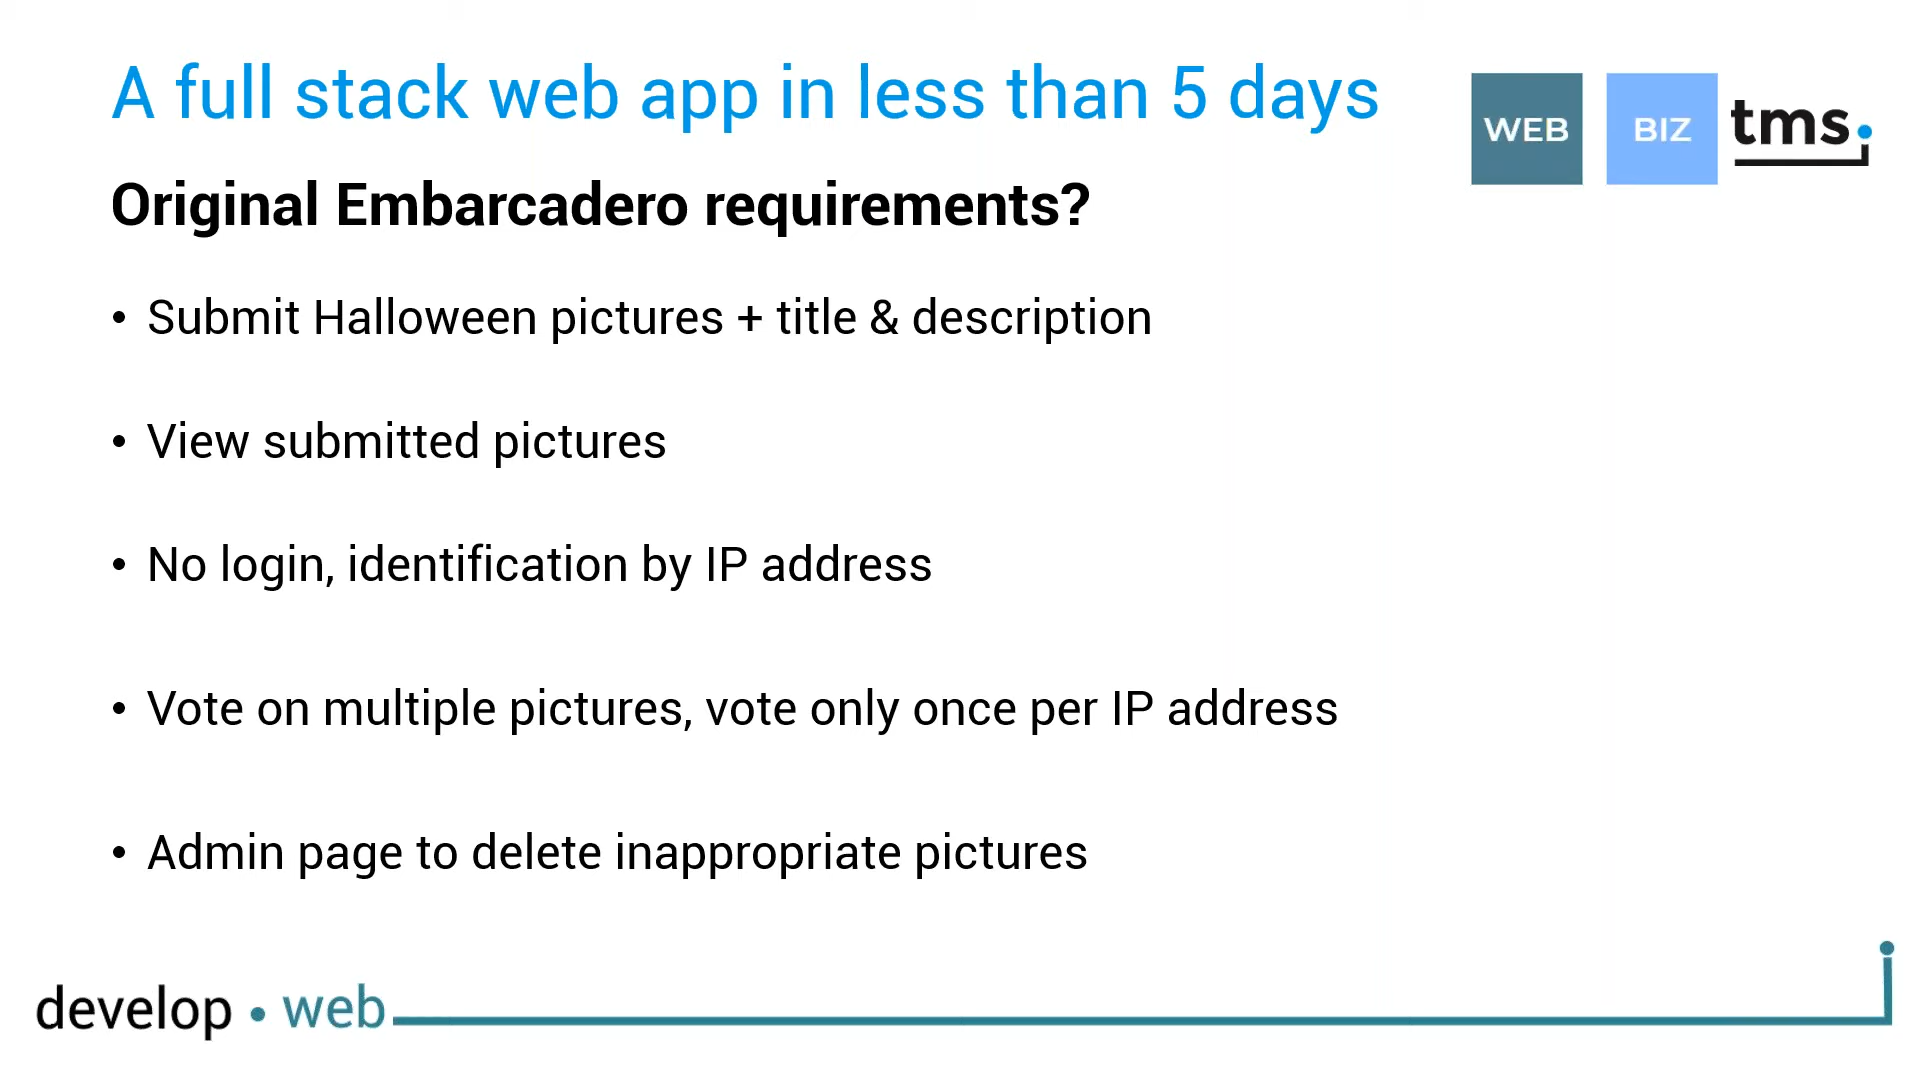 A full stack web app in less than 5 days
WEB
BIZ
tms
Original Embarcadero requirements?
• Submit Halloween pictures + title & description
• View submitted pictures
• No login, identification by IP address
• Vote on multiple pictures, vote only once per IP address
• Admin page to delete inappropriate pictures
develop • web